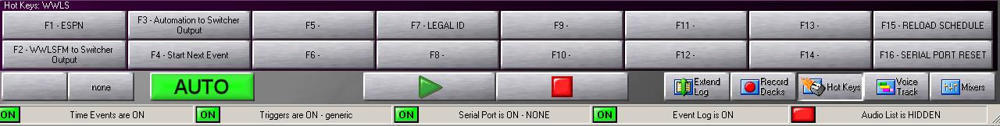 Hot Keys: WWLS
F1 - ESPN
F3 - Automation to Switcher
Output
F5 -
F7 - LEGAL ID
F9 -
F11 -
F13 -
F15 - RELOAD SCHEDULE
F2 - WWLSFM to Switcher
Output
F4 - Start Next Event
F6 -
F8 -
F10 -
F12 -
F14 -
F16 - SERIAL PORT RESET
none
AUTO
Extend
Log
Record
Decks
Hot Keys
Voice
Track
Mixers
ON
Time Events are ON
ON
Triggers are ON - generic
ON
Serial Port is ON - NONE
ON
Event Log is ON
Audio List is HIDDEN